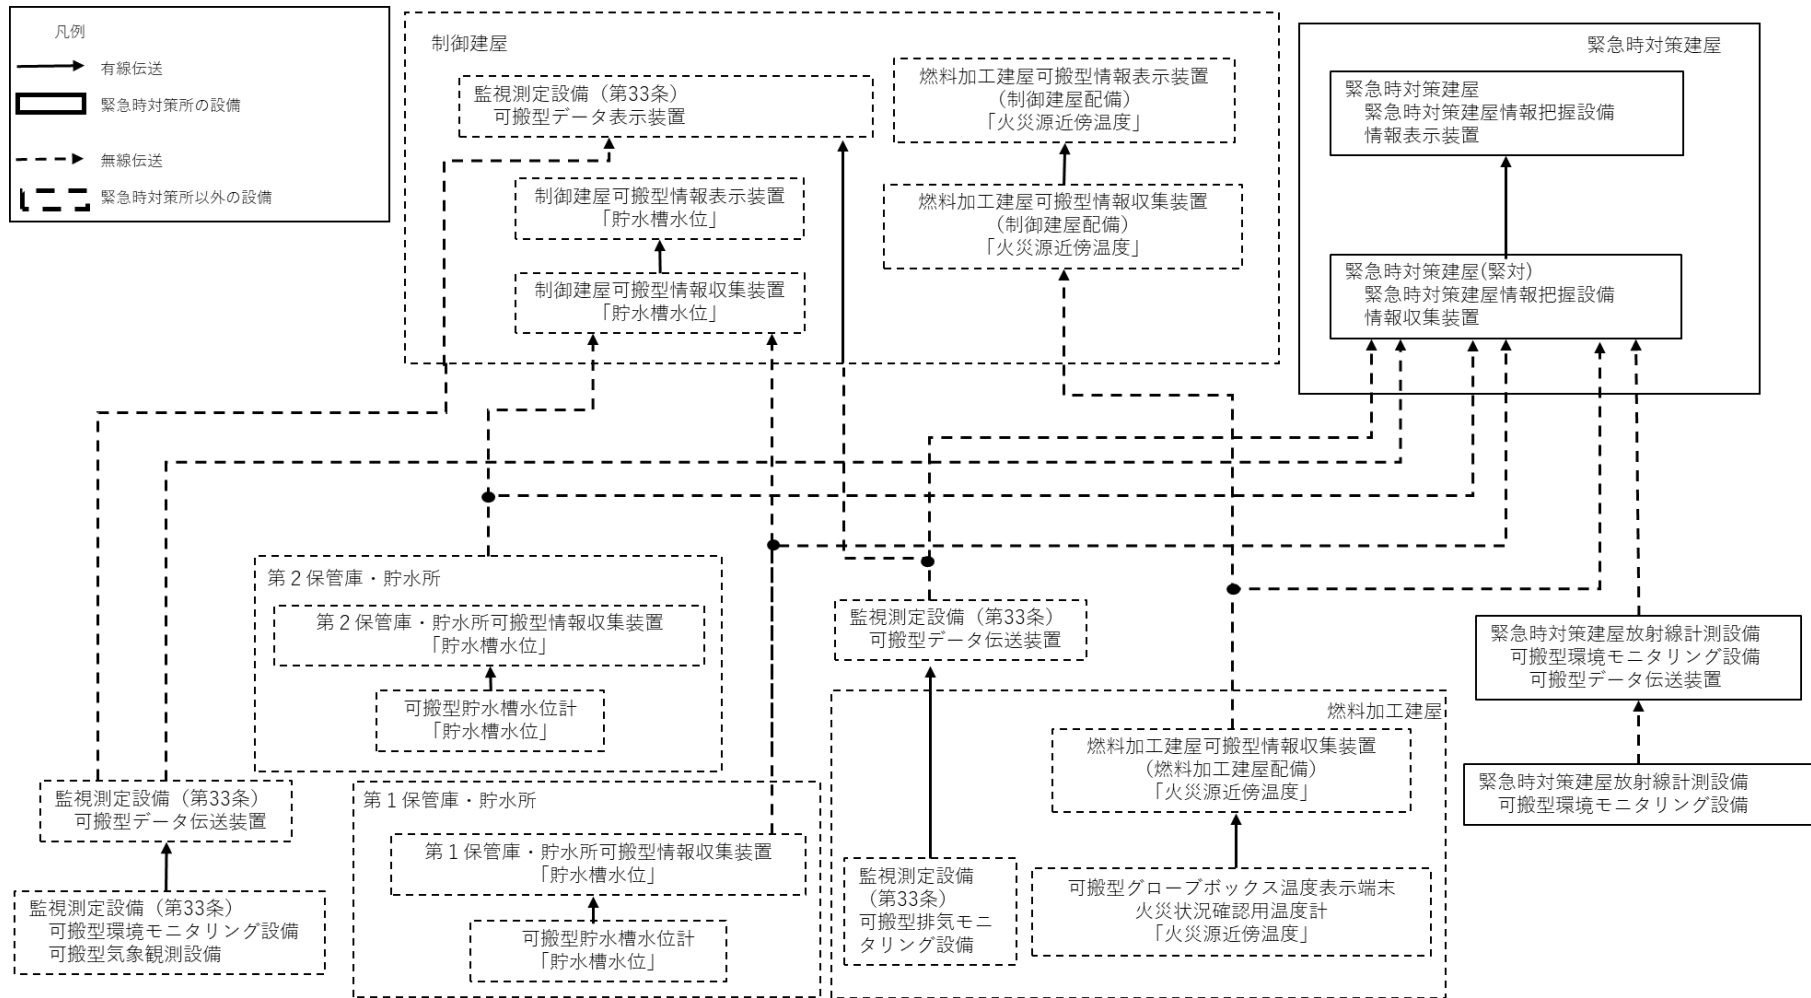 凡例
有線伝送
緊急時対策所の設備
無線伝送
緊急時対策所以外の設備
制御建屋
監視測定設備（第33条）
可搬型データ表示装置
燃料加工建屋可搬型情報表示装置
(制御建屋配備)
「火災源近傍温度」
制御建屋可搬型情報表示装置
「貯水槽水位」
燃料加工建屋可搬型情報収集装置
(制御建屋配備)
「火災源近傍温度」
制御建屋可搬型情報収集装置
「貯水槽水位」
緊急時対策建屋
緊急時対策建屋
緊急時対策建屋情報把握設備
情報表示装置
緊急時対策建屋(緊対)
緊急時対策建屋情報把握設備
情報収集装置
第２保管庫・貯水所
第２保管庫・貯水所可搬型情報収集装置
「貯水槽水位」
可搬型貯水槽水位計
「貯水槽水位」
監視測定設備（第33条）
可搬型データ伝送装置
緊急時対策建屋放射線計測設備
可搬型環境モニタリング設備
可搬型データ伝送装置
燃料加工建屋
燃料加工建屋可搬型情報収集装置
(燃料加工建屋配備)
「火災源近傍温度」
緊急時対策建屋放射線計測設備
可搬型環境モニタリング設備
監視測定設備（第33条）
可搬型データ伝送装置
第１保管庫・貯水所
第１保管庫・貯水所可搬型情報収集装置
「貯水槽水位」
監視測定設備
(第33条)
可搬型排気モニ
タリング設備
可搬型グローブボックス温度表示端末
火災状況確認用温度計
「火災源近傍温度」
監視測定設備（第33条）
可搬型環境モニタリング設備
可搬型気象観測設備
可搬型貯水槽水位計
「貯水槽水位」